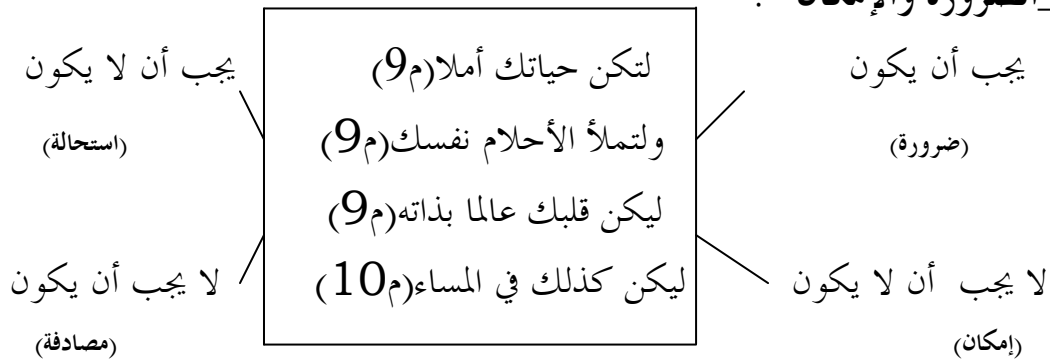 والإمكان :
يجب أن يكون
(ضرورة)
لا يجب أن لا يكون
(إمكان)
لتكن حياتك أملا(م9)
ولتملأ الأحلام نفسك(م9)
ليكن قلبك عالما بذاته(م9)
ليكن كذلك في المساء(م10)
يجب أن لا يكون
(استحالة)
لا يجب أن يكون
(مصادفة)